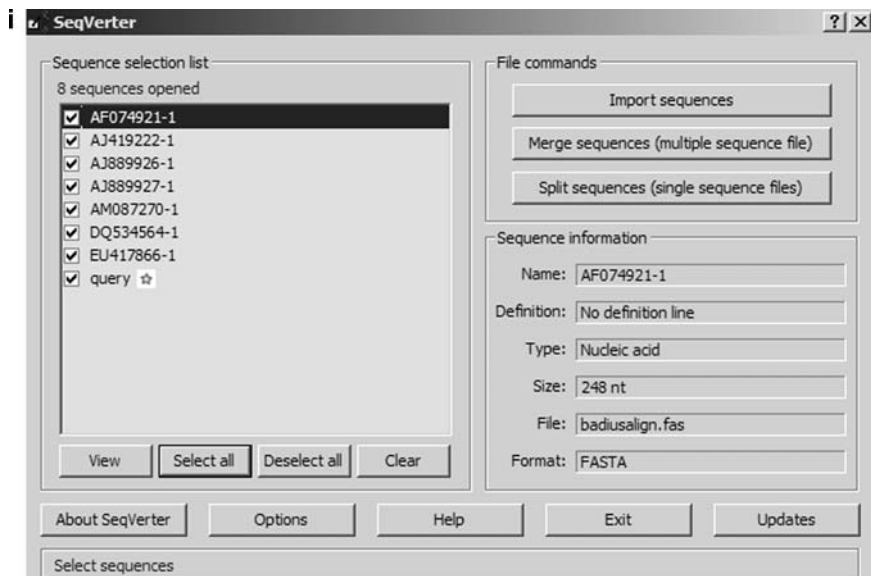 i
SeqVerter
Sequence selection list
8 sequences opened
AF074921-1
AJ419222-1
AJ889926-1
AJ889927-1
AM087270-1
DQ534564-1
EU417866-1
query
View
Select all
Deselect all
Clear
File commands
Import sequences
Merge sequences (multiple sequence file)
Split sequences (single sequence files)
Sequence information
Name: AF074921-1
Definition: No definition line
Type: Nucleic acid
Size: 248 nt
File: badiusalign.fas
Format: FASTA
About SeqVerter
Options
Help
Exit
Updates
Select sequences